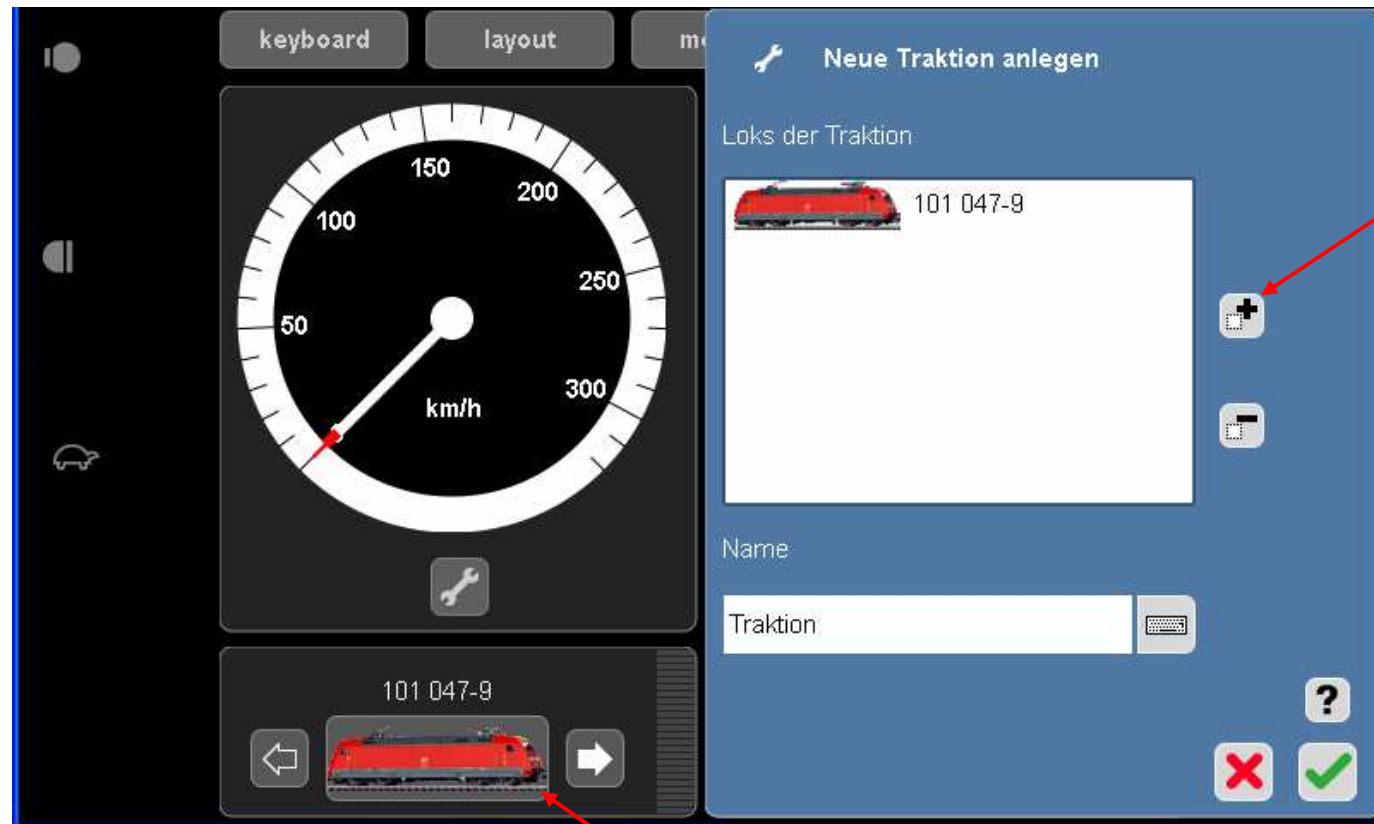 keyboard
layout
Neue Traktion anlegen
Loks der Traktion
101 047-9
50
100
150
200
250
300
km/h
Name
Traktion
101 047-9
?